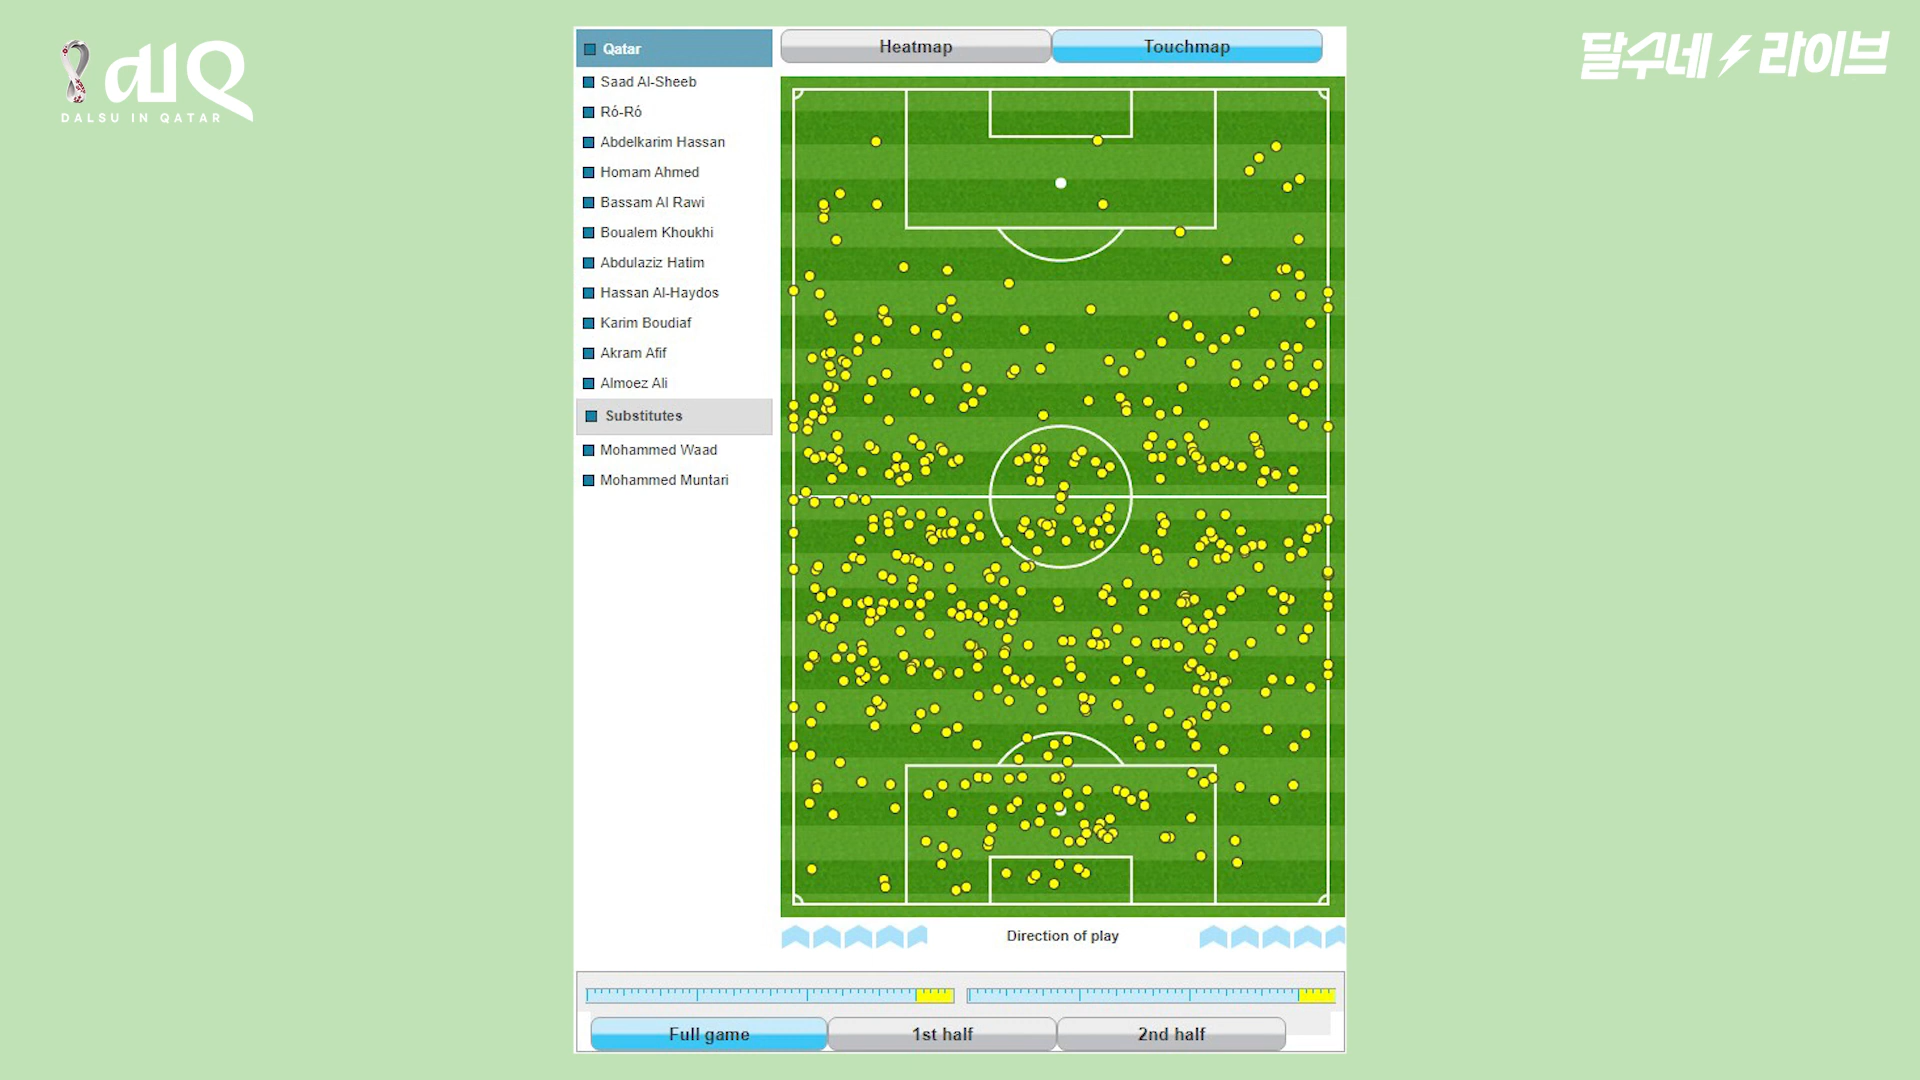 DALSU IN QATAR
달수네 라이브
Qatar
Saad Al-Sheeb
Ró-Ró
Abdelkarim Hassan
Homam Ahmed
Bassam Al Rawi
Boualem Khoukhi
Abdulaziz Hatim
Hassan Al-Haydos
Karim Boudiaf
Akram Afif
Almoez Ali
Substitutes
Mohammed Waad
Mohammed Muntari
Heatmap
Touchmap
Direction of play
Full game
1st half
2nd half